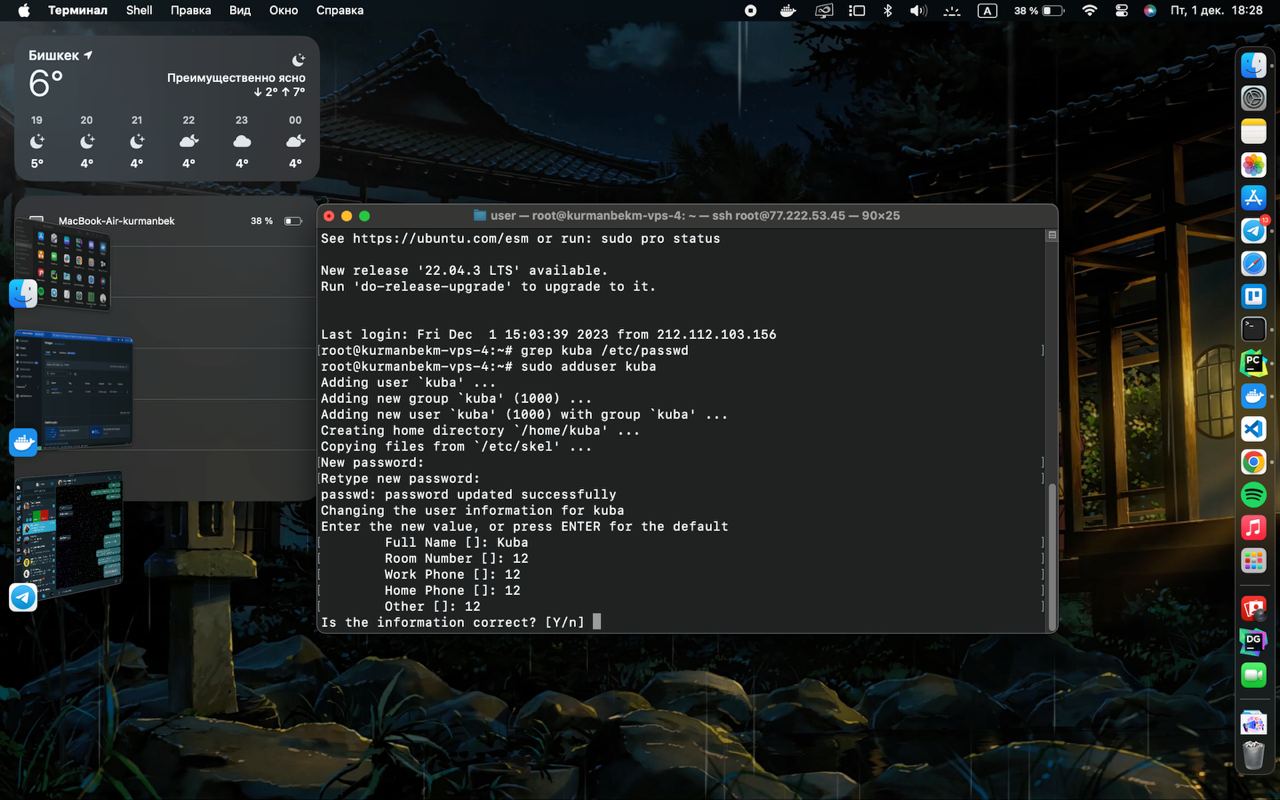 Терминал Shell Правка Вид Окно Справка A 38 % Пт, 1 дек. 18:28
Бишкек
6°
Преимущественно ясно
↓ 2° ↑ 7°
19 20 21 22 23 00
5° 4° 4° 4° 4° 4°
MacBook-Air-kurmanbek 38 %
user — root@kurmanbekm-vps-4: ~ — ssh root@77.222.53.45 — 90×25
See https://ubuntu.com/esm or run: sudo pro status
New release '22.04.3 LTS' available.
Run 'do-release-upgrade' to upgrade to it.
Last login: Fri Dec  1 15:03:39 2023 from 212.112.103.156
[root@kurmanbekm-vps-4:~# grep kuba /etc/passwd ]
root@kurmanbekm-vps-4:~# sudo adduser kuba
Adding user `kuba' ...
Adding new group `kuba' (1000) ...
Adding new user `kuba' (1000) with group `kuba' ...
Creating home directory `/home/kuba' ...
Copying files from `/etc/skel' ...
[New password: ]
[Retype new password: ]
passwd: password updated successfully
Changing the user information for kuba
Enter the new value, or press ENTER for the default
[ Full Name []: Kuba ]
[ Room Number []: 12 ]
[ Work Phone []: 12 ]
[ Home Phone []: 12 ]
[ Other []: 12 ]
Is the information correct? [Y/n]
13
PC
DG